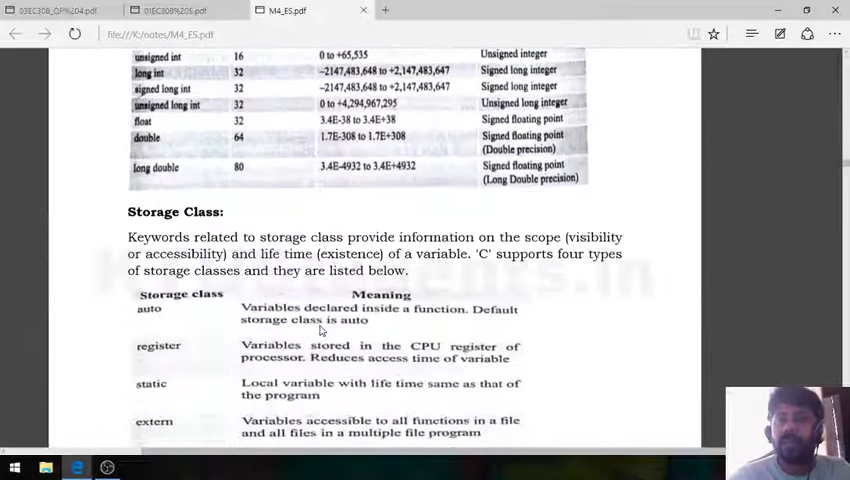 03EC308_QP%204.pdf
01EC308%20S.pdf
M4_ES.pdf
file:///K:/notes/M4_ES.pdf
unsigned int 16 0 to +65,535 Unsigned integer
long int 32 –2147,483,648 to +2,147,483,647 Signed long integer
signed long int 32 –2147,483,648 to +2,147,483,647 Signed long integer
unsigned long int 32 0 to +4,294,967,295 Unsigned long integer
float 32 3.4E-38 to 3.4E+38 Signed floating point
double 64 1.7E-308 to 1.7E+308 Signed floating point
(Double precision)
long double 80 3.4E-4932 to 3.4E+4932 Signed floating point
(Long Double precision)
Storage Class:
Keywords related to storage class provide information on the scope (visibility
or accessibility) and life time (existence) of a variable. 'C' supports four types
of storage classes and they are listed below.
Storage class Meaning
auto Variables declared inside a function. Default
storage class is auto
register Variables stored in the CPU register of
processor. Reduces access time of variable
static Local variable with life time same as that of
the program
extern Variables accessible to all functions in a file
and all files in a multiple file program